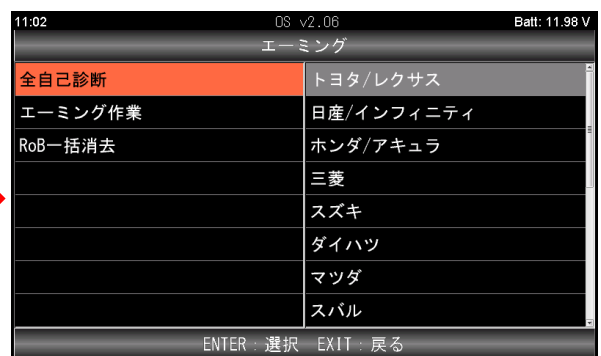 11:02 OS v2.06 Batt: 11.98 V
エーミング
全自己診断 トヨタ/レクサス
エーミング作業 日産/インフィニティ
RoB一括消去 ホンダ/アキュラ
三菱
スズキ
ダイハツ
マツダ
スバル
ENTER：選択 EXIT：戻る